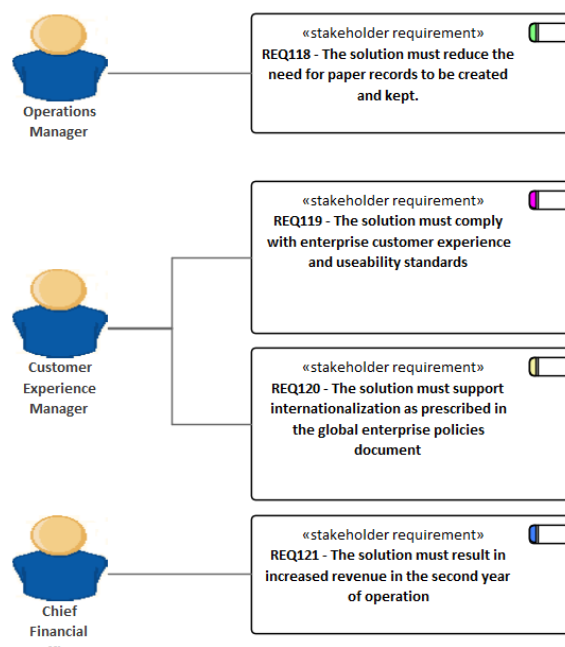 «stakeholder requirement»
REQ118 - The solution must reduce the
need for paper records to be created
and kept.
Operations
Manager
«stakeholder requirement»
REQ119 - The solution must comply
with enterprise customer experience
and useability standards
Customer
Experience
Manager
«stakeholder requirement»
REQ120 - The solution must support
internationalization as prescribed in
the global enterprise policies
document
«stakeholder requirement»
REQ121 - The solution must result in
increased revenue in the second year
of operation
Chief
Financial